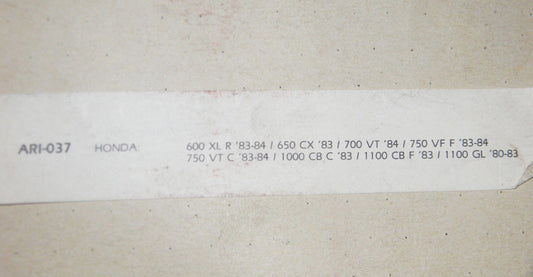 ARI-037 HONDA: 600 XL R '83-84 / 650 CX '83 / 700 VT '84 / 750 VF F '83-84
750 VT C '83-84 / 1000 CB C '83 / 1100 CB F '83 / 1100 GL '80-83